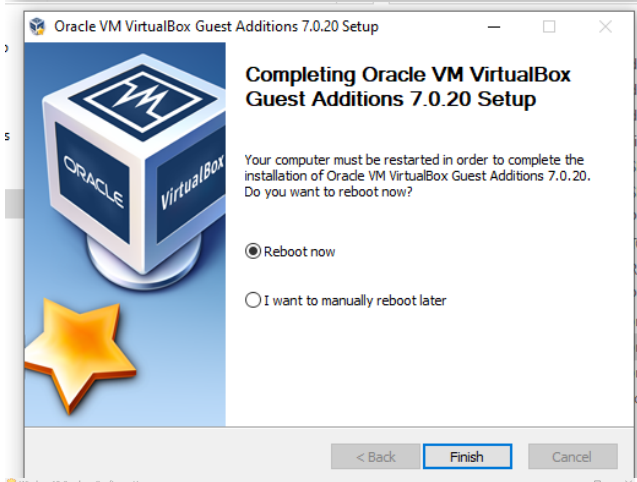 Oracle VM VirtualBox Guest Additions 7.0.20 Setup
Completing Oracle VM VirtualBox
Guest Additions 7.0.20 Setup
ORACLE
VirtualBox
Your computer must be restarted in order to complete the
installation of Oracle VM VirtualBox Guest Additions 7.0.20.
Do you want to reboot now?
Reboot now
I want to manually reboot later
< Back
Finish
Cancel